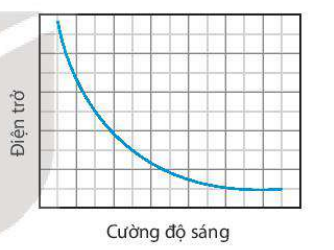 Điện trở
Cường độ sáng